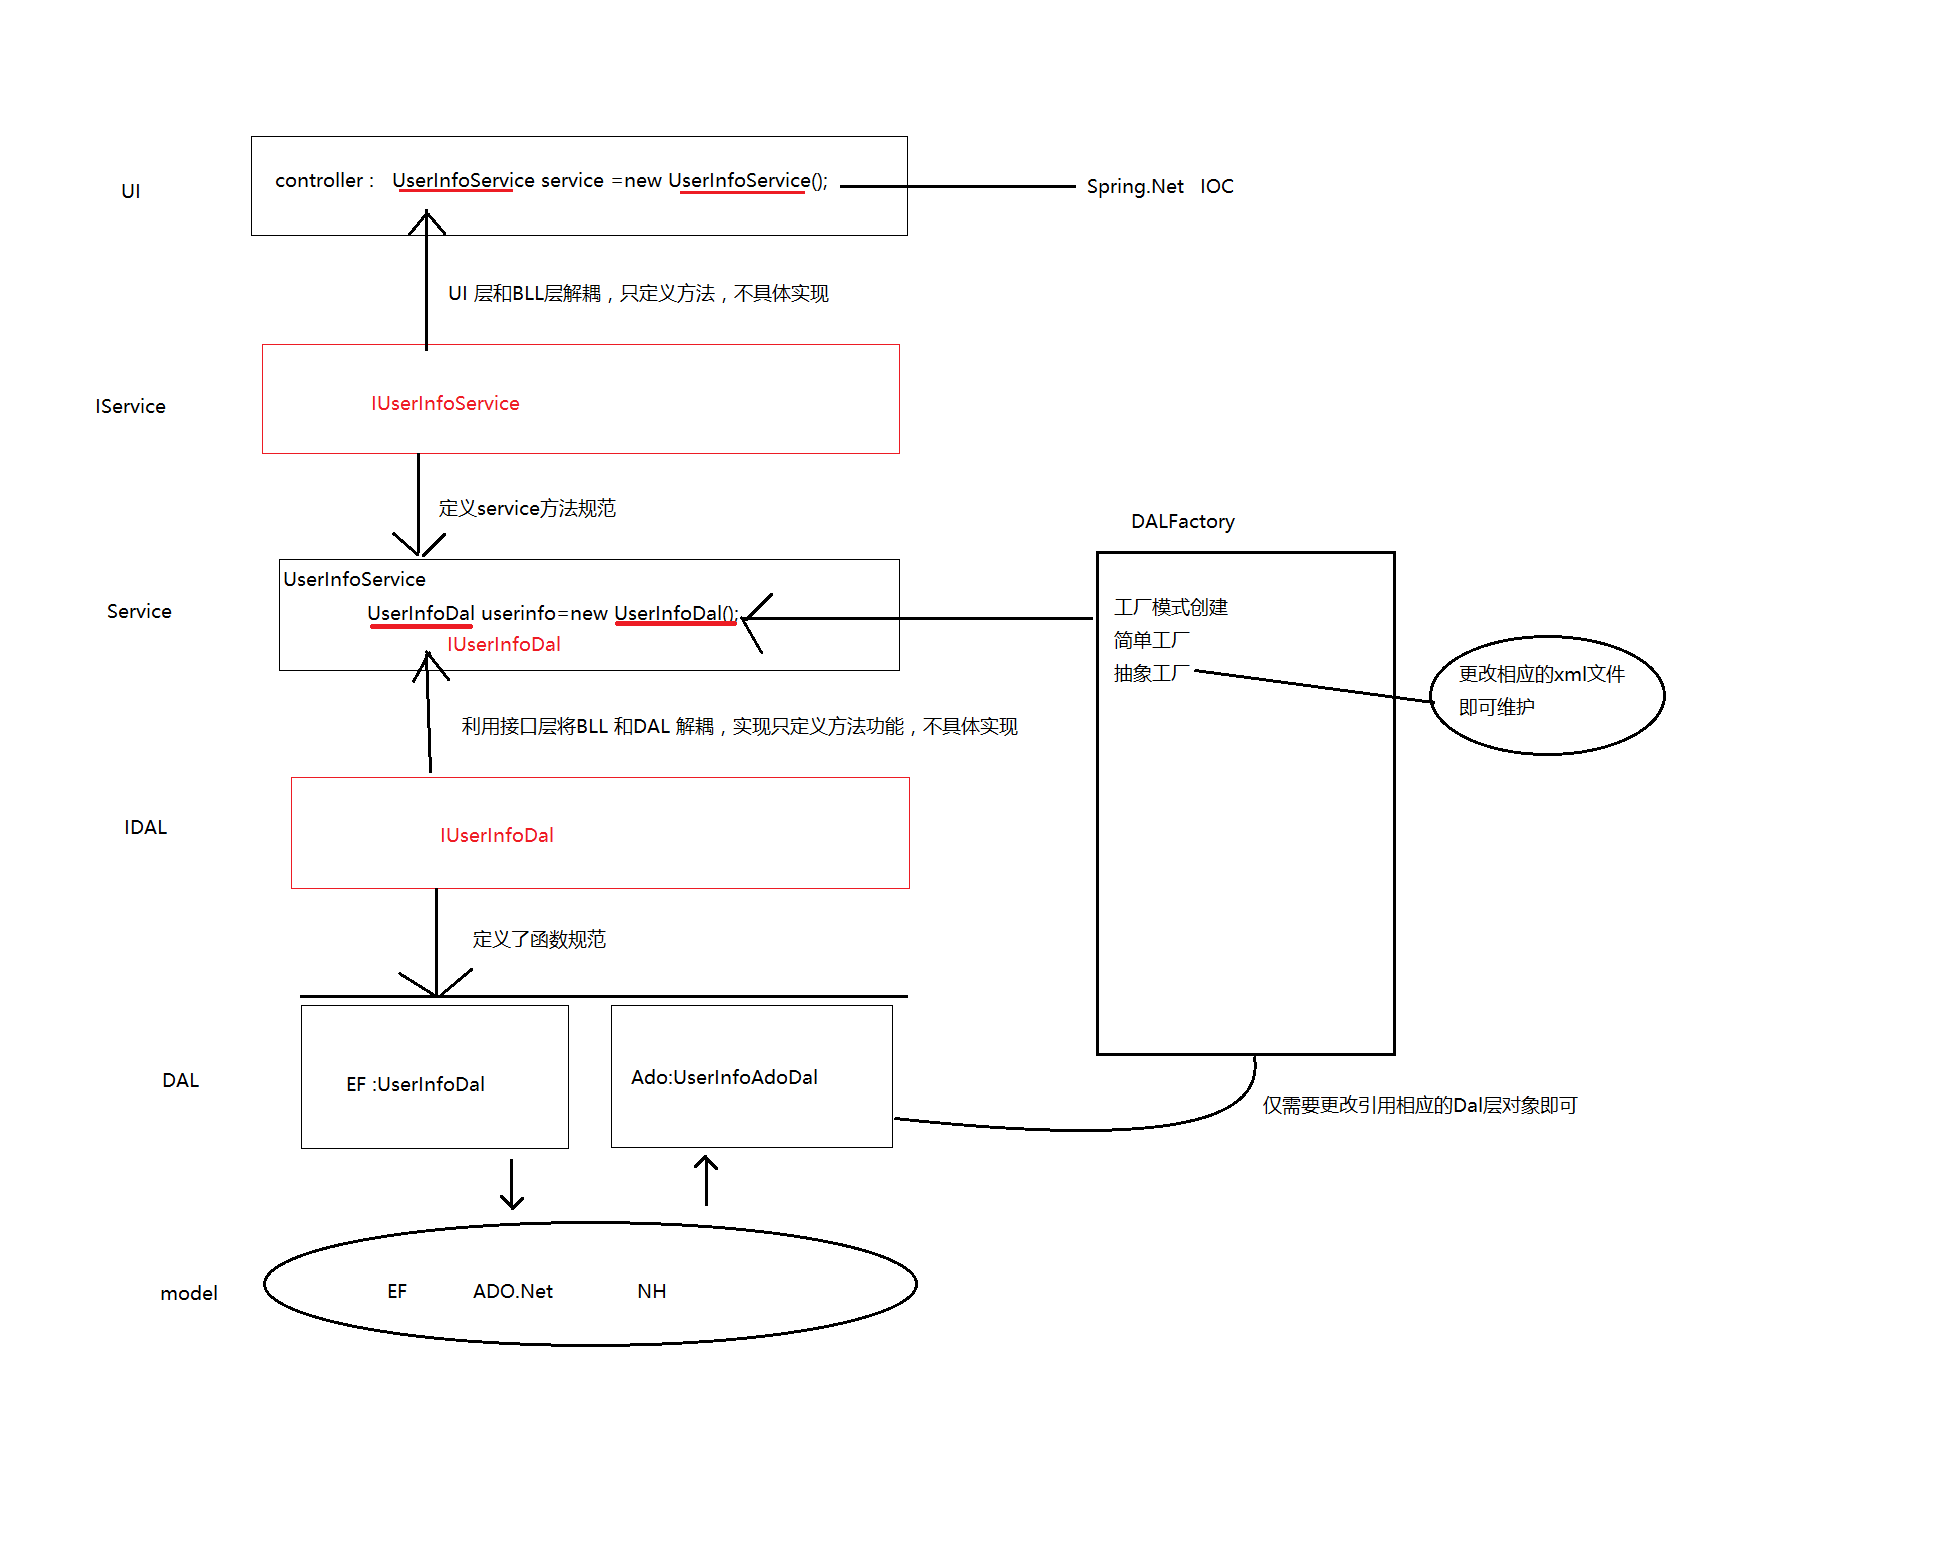 UI
controller : UserInfoService service =new UserInfoService();
Spring.Net IOC
UI 层和BLL层解耦，只定义方法，不具体实现
IService
IUserInfoService
定义service方法规范
DALFactory
Service
UserInfoService
UserInfoDal userinfo=new UserInfoDal();
IUserInfoDal
工厂模式创建
简单工厂
抽象工厂
更改相应的xml文件
即可维护
利用接口层将BLL 和DAL 解耦，实现只定义方法功能，不具体实现
IDAL
IUserInfoDal
定义了函数规范
DAL
EF :UserInfoDal
Ado:UserInfoAdoDal
仅需要更改引用相应的Dal层对象即可
model
EF ADO.Net NH